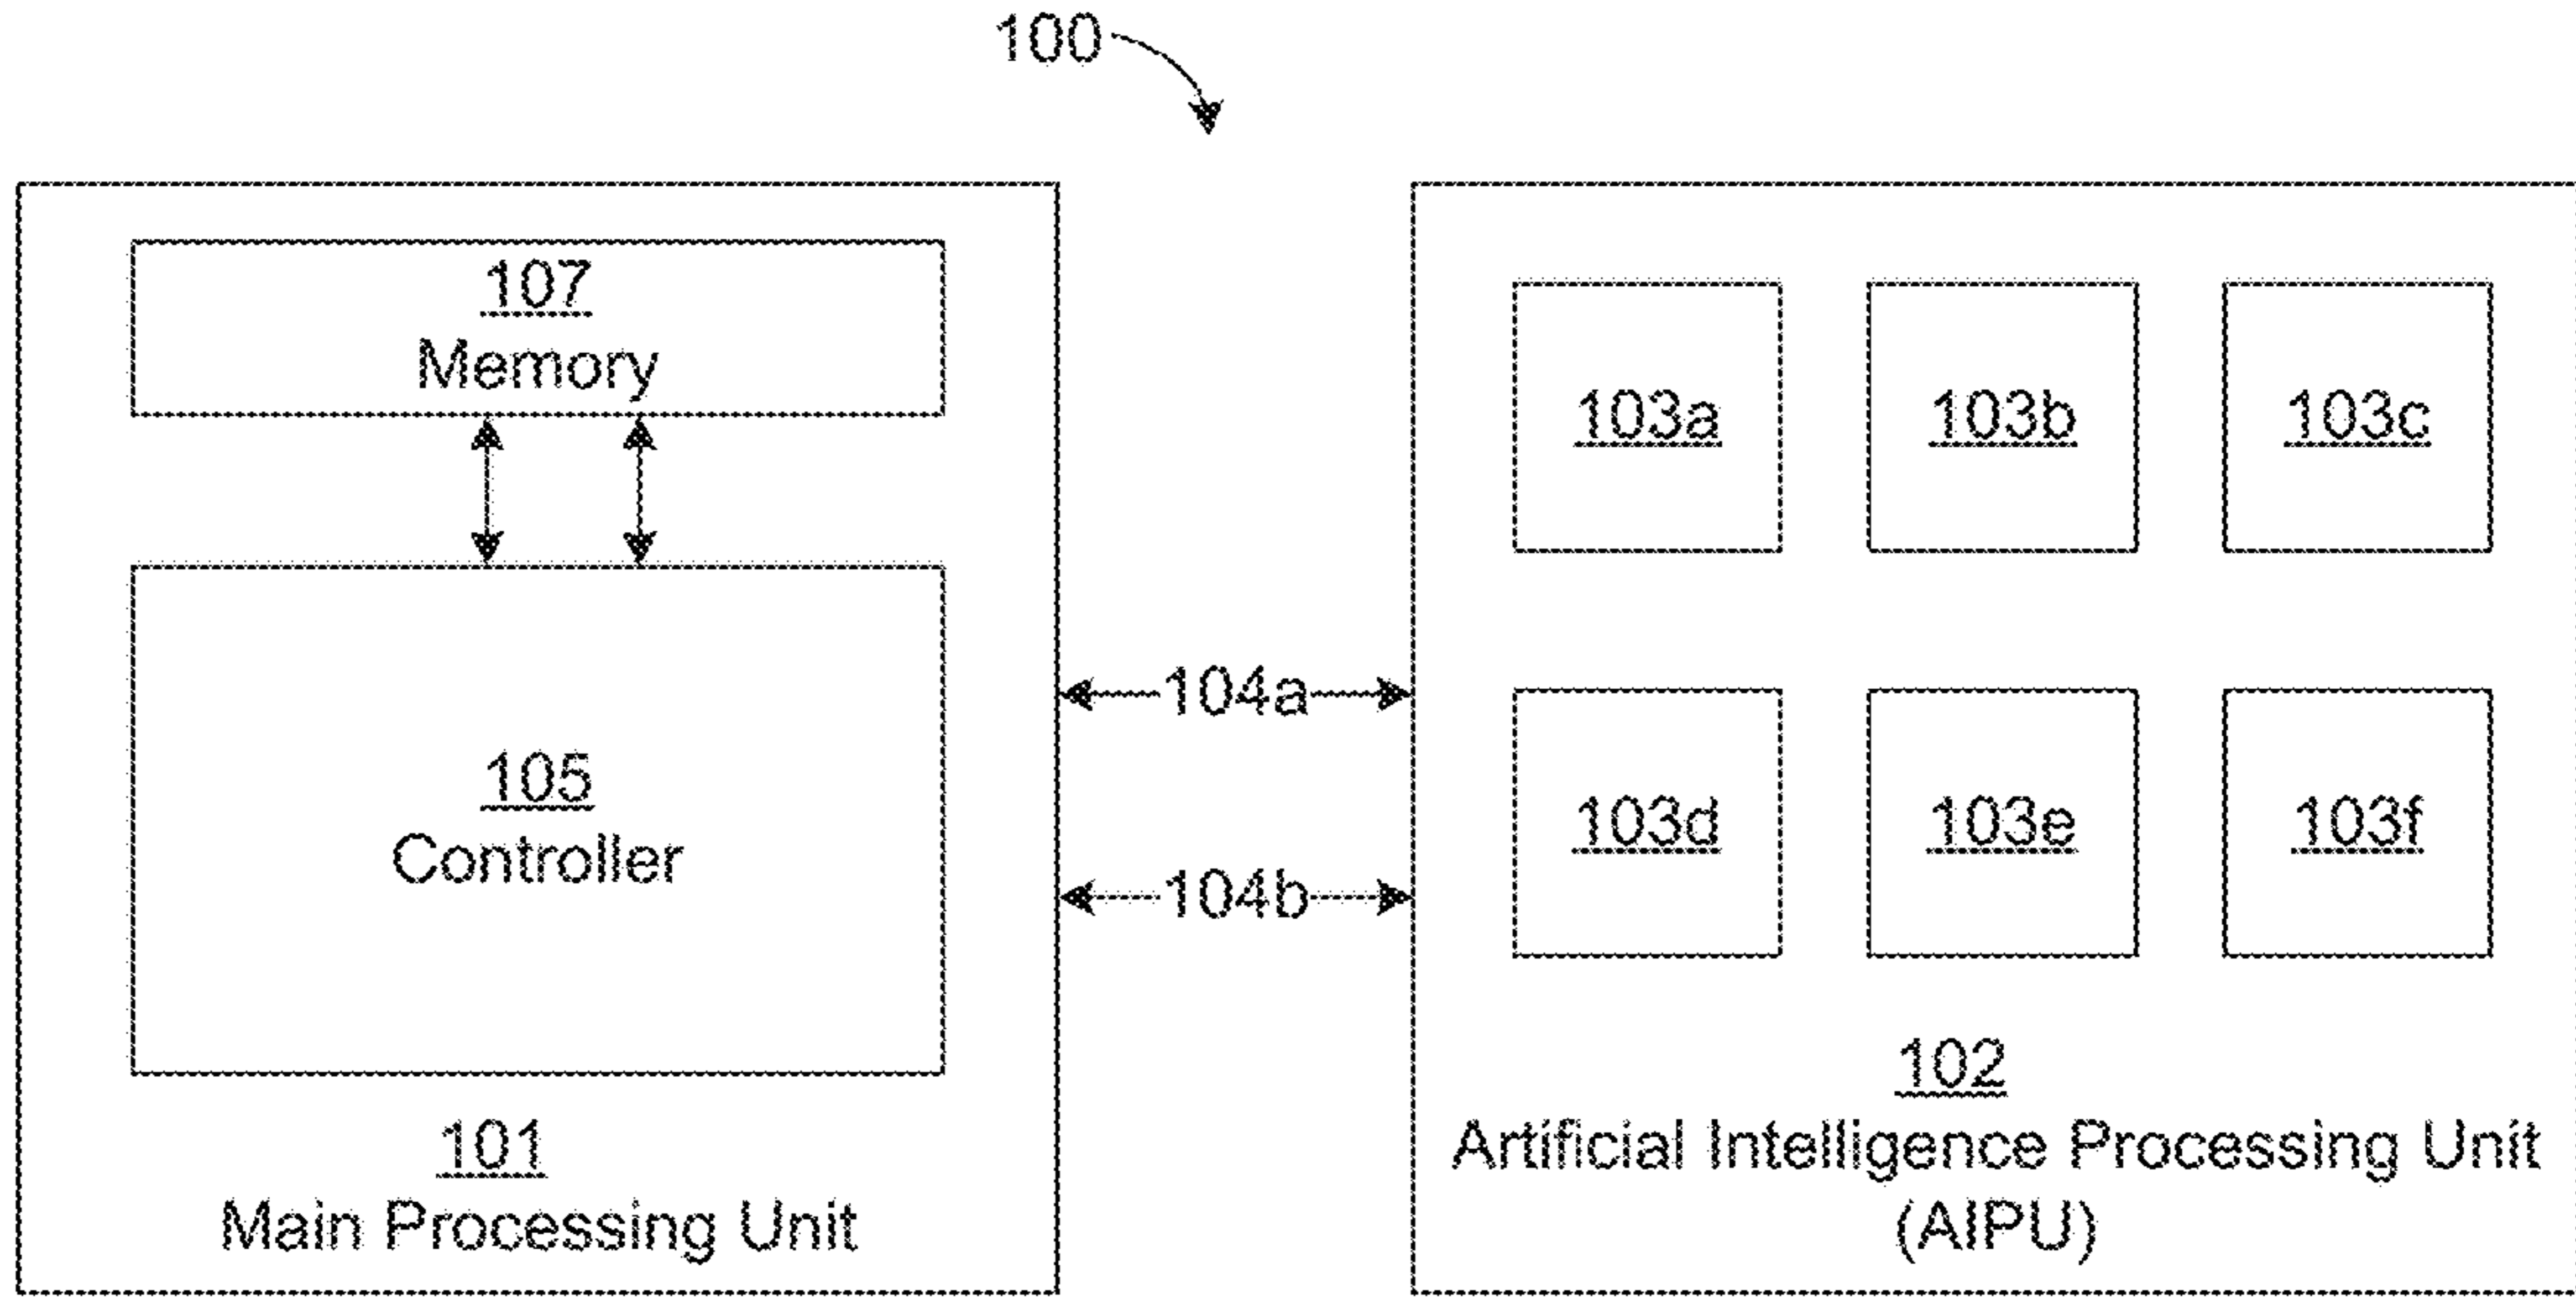 100
107
Memory
105
Controller
101
Main Processing Unit
104a
104b
103a 103b 103c
103d 103e 103f
102
Artificial Intelligence Processing Unit
(AIPU)